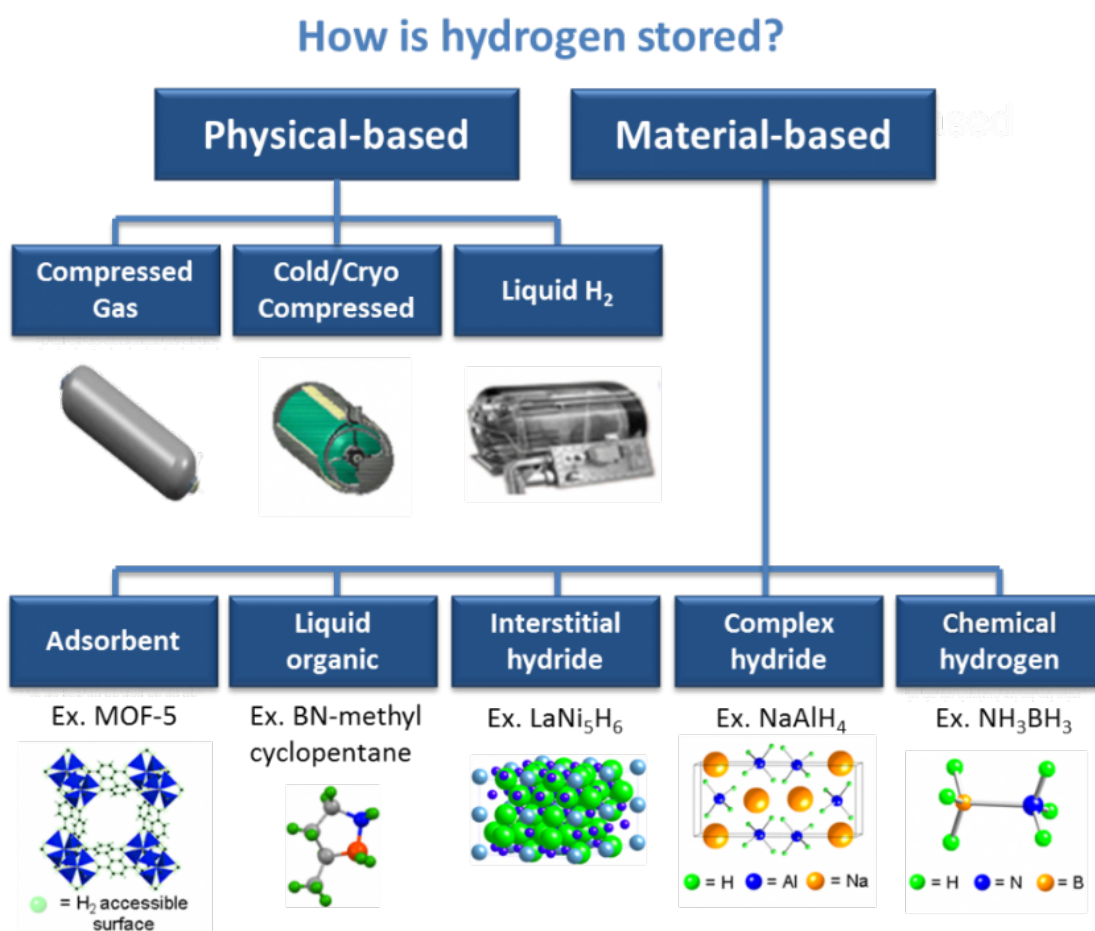 How is hydrogen stored?
Physical-based
Material-based
Compressed
Gas
Cold/Cryo
Compressed
Liquid H₂
Adsorbent
Liquid
organic
Interstitial
hydride
Complex
hydride
Chemical
hydrogen
Ex. MOF-5
Ex. BN-methyl
cyclopentane
Ex. LaNi₅H₆
Ex. NaAlH₄
Ex. NH₃BH₃
= H₂ accessible
surface
= H = Al = Na
= H = N = B